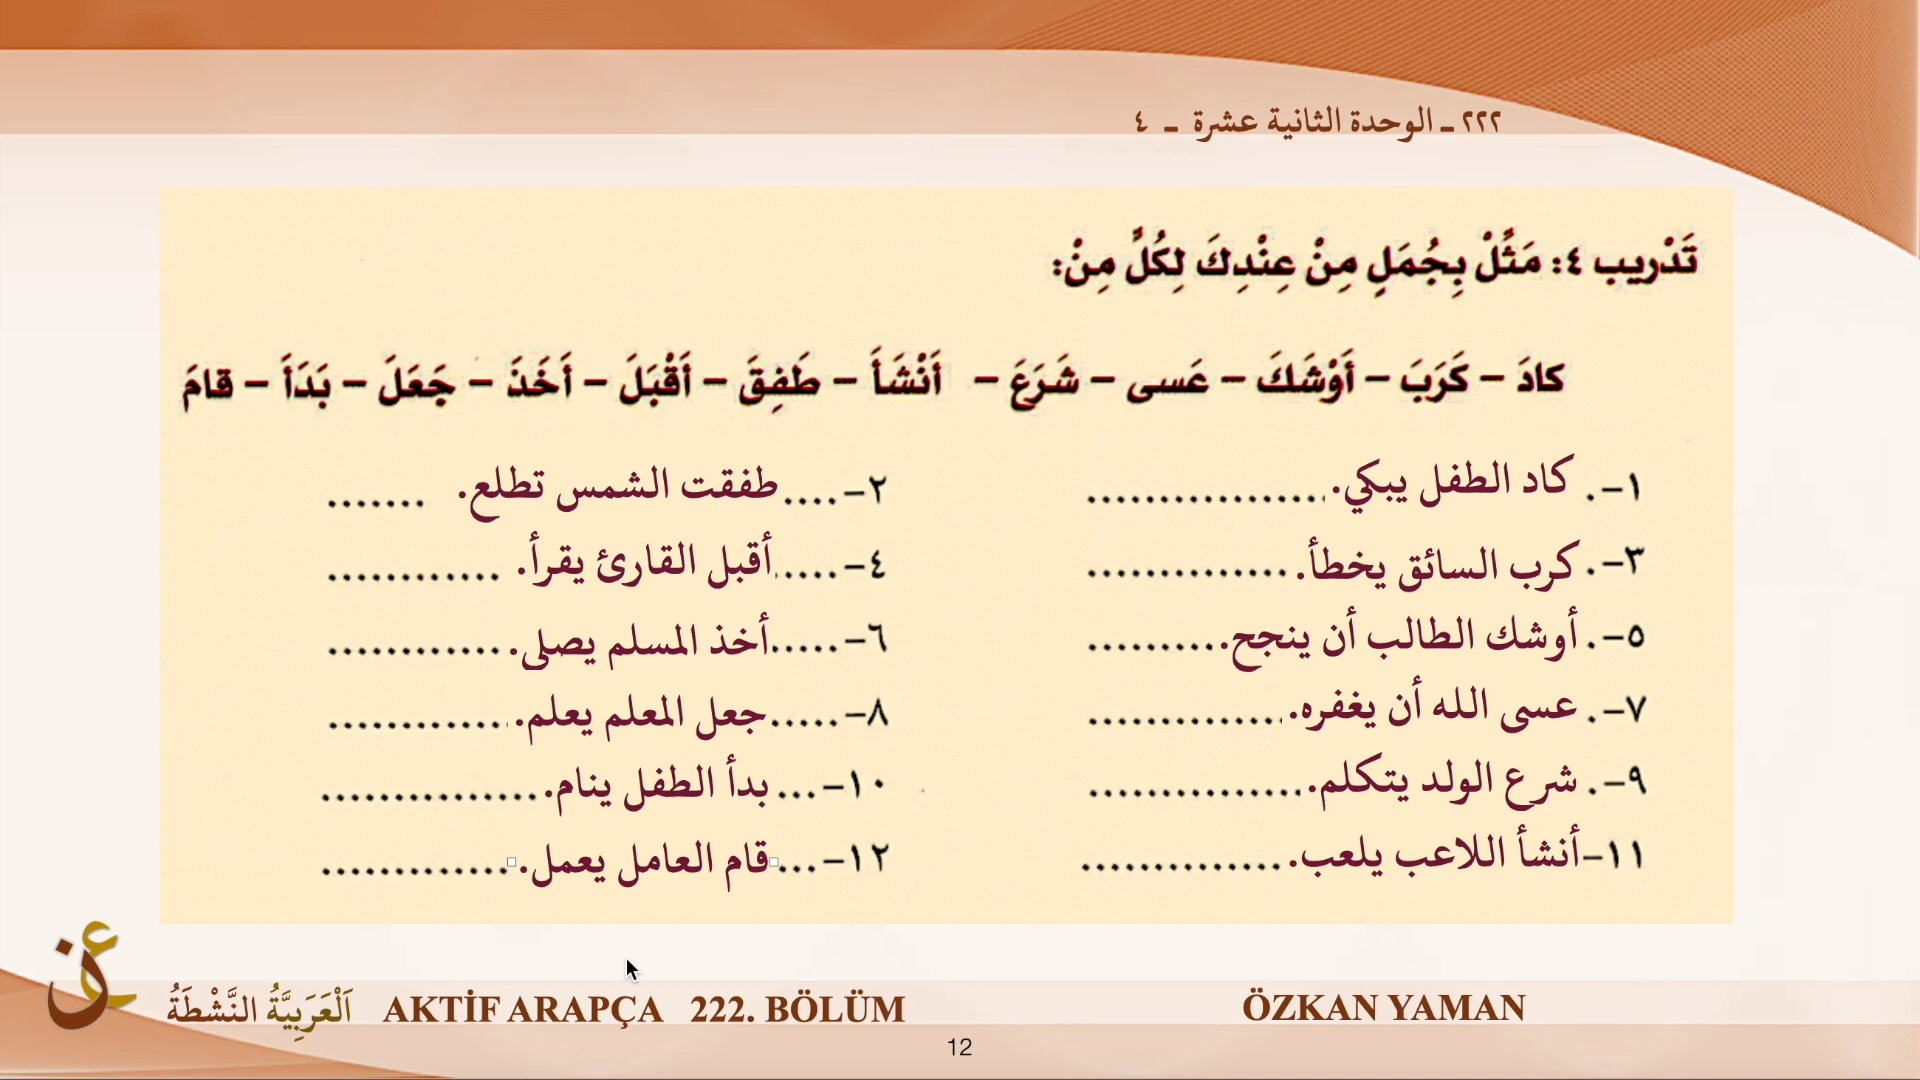 ٢٢٢ ـ الوحدة الثانية عشرة ـ ٤
تَدْريب ٤: مَثِّلْ بِجُمَلٍ مِنْ عِنْدِكَ لِكُلٍّ مِنْ:
كادَ – كَرَبَ – أَوْشَكَ – عَسى – شَرَعَ – أَنْشَأَ – طَفِقَ – أَقْبَلَ – أَخَذَ – جَعَلَ – بَدَأَ – قامَ
١–. كاد الطفل يبكي. ................. ٢–.... طفقت الشمس تطلع. .......
٣–. كرب السائق يخطأ. .............. ٤–..... أقبل القارئ يقرأ. ............
٥–. أوشك الطالب أن ينجح. ......... ٦–..... أخذ المسلم يصلى. ............
٧–. عسى الله أن يغفره. .............. ٨–..... جعل المعلم يعلم. .............
٩–. شرع الولد يتكلم. ............... ١٠–... بدأ الطفل ينام. ...............
١١– أنشأ اللاعب يلعب. .............. ١٢–... قام العامل يعمل. .............
عن
اَلْعَرَبِيَّةُ النَّشْطَةُ AKTİF ARAPÇA 222. BÖLÜM ÖZKAN YAMAN
12